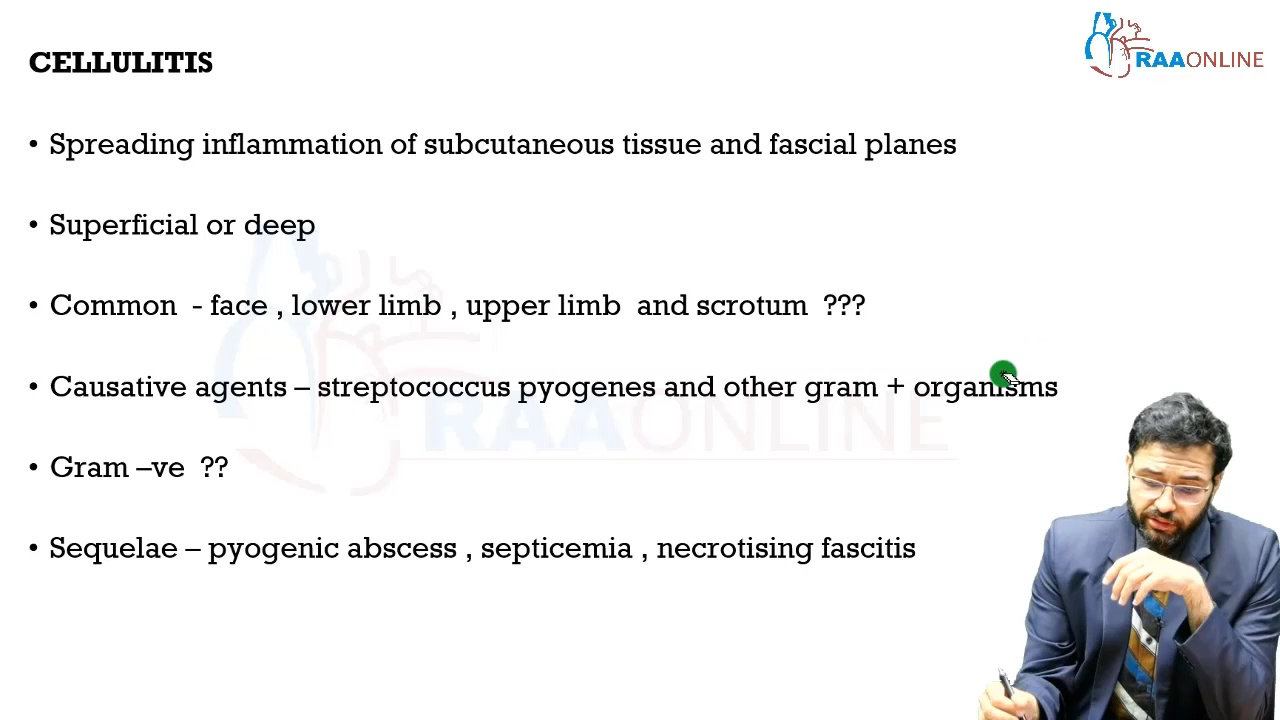 RAAONLINE
CELLULITIS
• Spreading inflammation of subcutaneous tissue and fascial planes
• Superficial or deep
• Common - face , lower limb , upper limb and scrotum ???
• Causative agents – streptococcus pyogenes and other gram + organisms
RAAONLINE
• Gram –ve ??
• Sequelae – pyogenic abscess , septicemia , necrotising fascitis